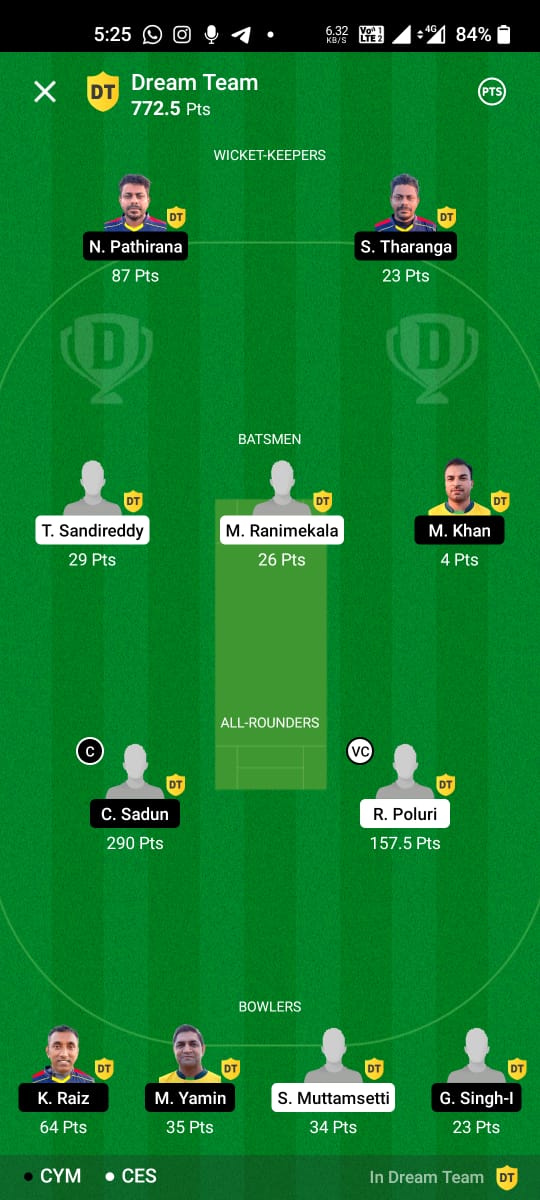 5:25 6.32 KB/S Vo 1 LTE 2 4G 84%
DT Dream Team PTS
772.5 Pts
WICKET-KEEPERS
DT DT
N. Pathirana S. Tharanga
87 Pts 23 Pts
D D
BATSMEN
DT DT DT
T. Sandireddy M. Ranimekala M. Khan
29 Pts 26 Pts 4 Pts
ALL-ROUNDERS
C VC
DT DT
C. Sadun R. Poluri
290 Pts 157.5 Pts
BOWLERS
DT DT DT DT
K. Raiz M. Yamin S. Muttamsetti G. Singh-I
64 Pts 35 Pts 34 Pts 23 Pts
CYM CES In Dream Team DT